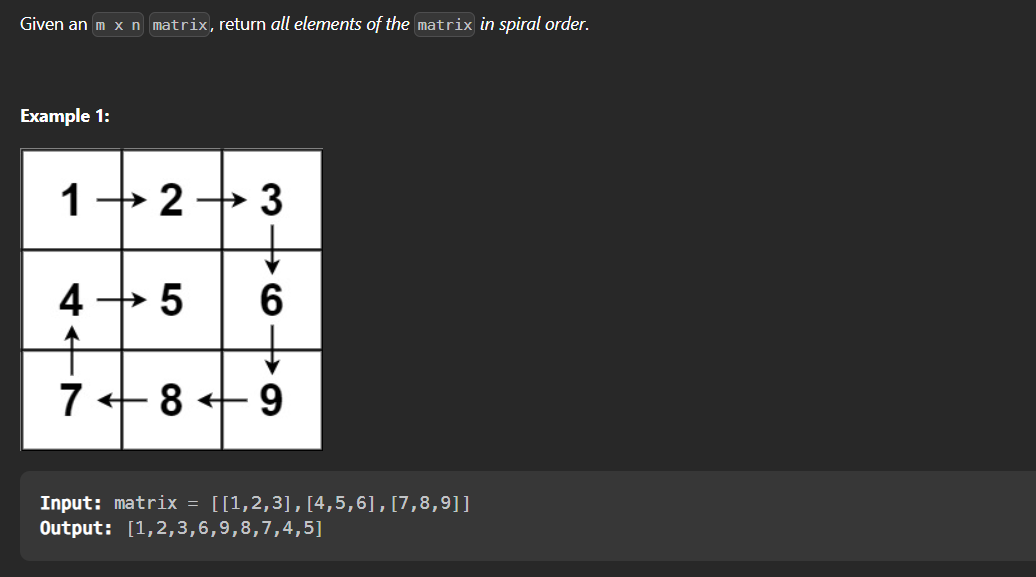 Given an m x n matrix, return all elements of the matrix in spiral order.
Example 1:
1 2 3
4 5 6
7 8 9
Input: matrix = [[1,2,3],[4,5,6],[7,8,9]]
Output: [1,2,3,6,9,8,7,4,5]